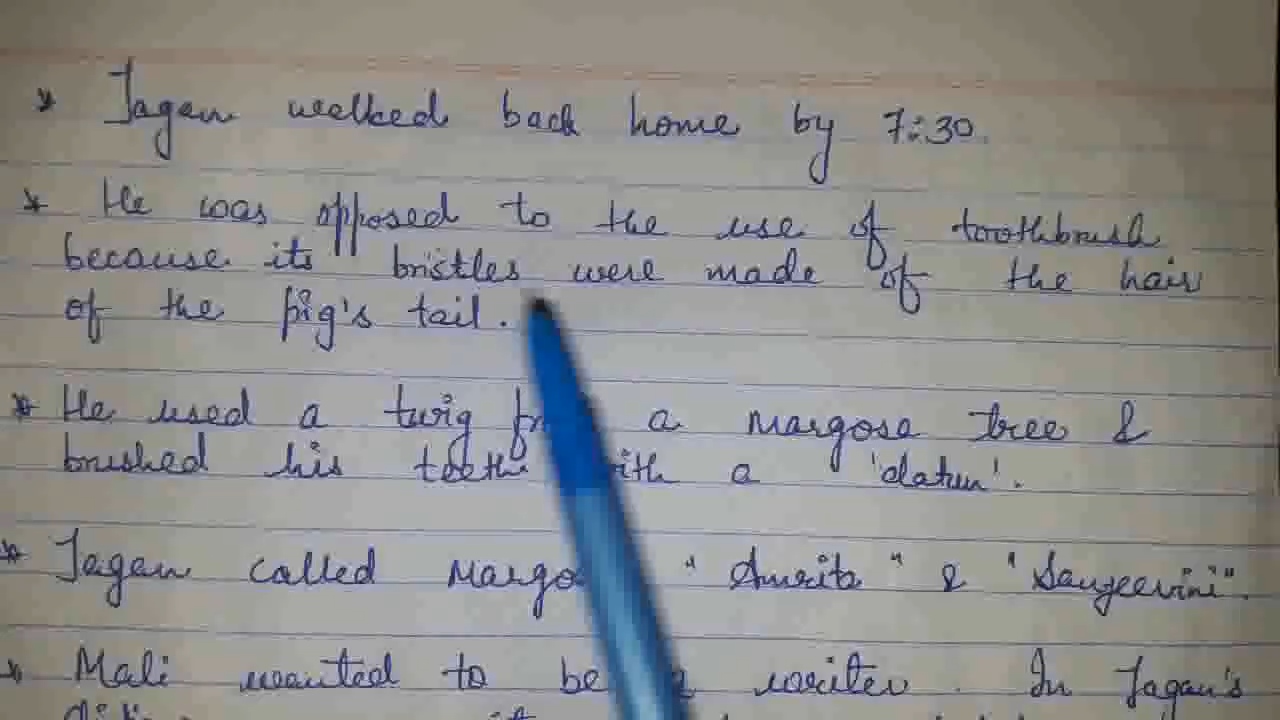 * Jagan walked back home by 7:30.
* He was opposed to the use of toothbrush
because its bristles were made of the hair
of the pig's tail.
* He used a twig a margosa tree &
brushed his teeth with a 'datun'.
* Jagan called "Amrita" & "Sanjeevini".
* Mali wanted to be a writer. In Jagan's